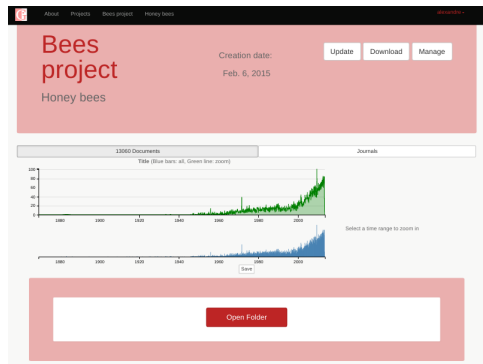 About Projects Bees project Honey bees alexandre
Bees project
Honey bees
Creation date:
Feb. 6, 2015
Update Download Manage
13060 Documents Journals
Title (Blue bars: all, Green line: zoom)
100
80
60
40
20
0
1880 1900 1920 1940 1960 1980 2000
Select a time range to zoom in
1880 1900 1920 1940 1960 1980 2000
Save
Open Folder